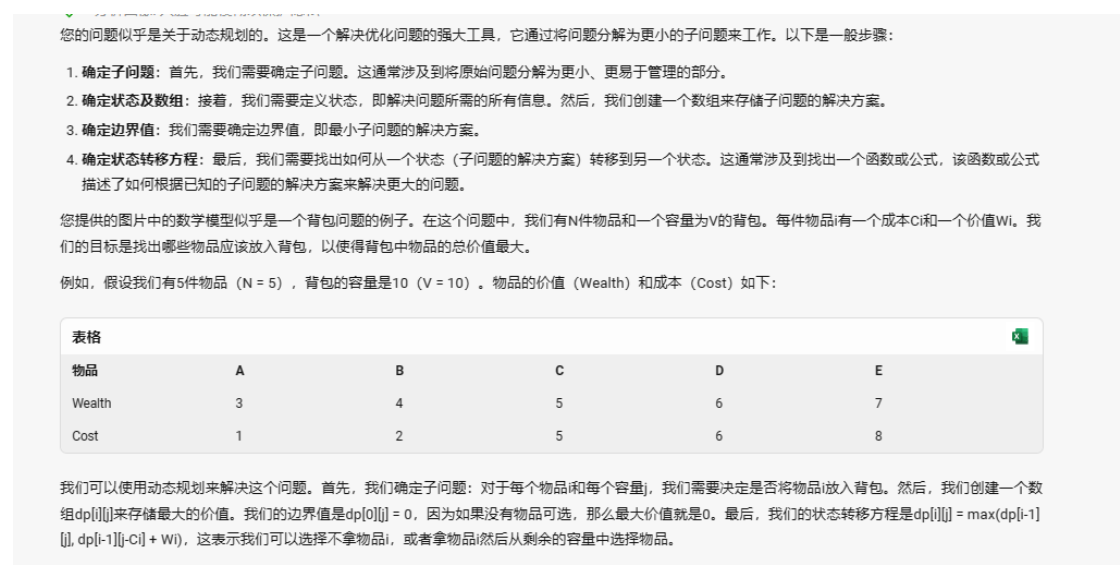 您的问题似乎是关于动态规划的。这是一个解决优化问题的强大工具，它通过将问题分解为更小的子问题来工作。以下是一般步骤：
1. 确定子问题：首先，我们需要确定子问题。这通常涉及到将原始问题分解为更小、更易于管理的部分。
2. 确定状态及数组：接着，我们需要定义状态，即解决问题所需的所有信息。然后，我们创建一个数组来存储子问题的解决方案。
3. 确定边界值：我们需要确定边界值，即最小子问题的解决方案。
4. 确定状态转移方程：最后，我们需要找出如何从一个状态（子问题的解决方案）转移到另一个状态。这通常涉及到找出一个函数或公式，该函数或公式
描述了如何根据已知的子问题的解决方案来解决更大的问题。
您提供的图片中的数学模型似乎是一个背包问题的例子。在这个问题中，我们有N件物品和一个容量为V的背包。每件物品i有一个成本Ci和一个价值Wi。我
们的目标是找出哪些物品应该放入背包，以使得背包中物品的总价值最大。
例如，假设我们有5件物品（N = 5），背包的容量是10（V = 10）。物品的价值（Wealth）和成本（Cost）如下：
表格
物品 A B C D E
Wealth 3 4 5 6 7
Cost 1 2 5 6 8
我们可以使用动态规划来解决这个问题。首先，我们确定子问题：对于每个物品i和每个容量j，我们需要决定是否将物品i放入背包。然后，我们创建一个数
组dp[i][j]来存储最大的价值。我们的边界值是dp[0][j] = 0，因为如果没有物品可选，那么最大价值就是0。最后，我们的状态转移方程是dp[i][j] = max(dp[i-1]
[j], dp[i-1][j-Ci] + Wi)，这表示我们可以选择不拿物品i，或者拿物品i然后从剩余的容量中选择物品。